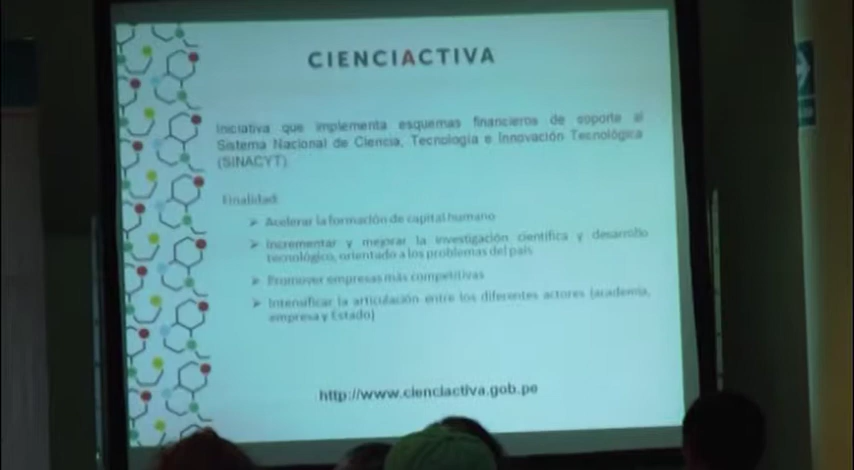 CIENCIACTIVA
Iniciativa que implementa esquemas financieros de soporte al
Sistema Nacional de Ciencia, Tecnología e Innovación Tecnológica
(SINACYT).
Finalidad:
➢ Acelerar la formación de capital humano
➢ Incrementar y mejorar la investigación científica y desarrollo
tecnológico, orientado a los problemas del país
➢ Promover empresas más competitivas
➢ Intensificar la articulación entre los diferentes actores (academia,
empresa y Estado)
http://www.cienciactiva.gob.pe